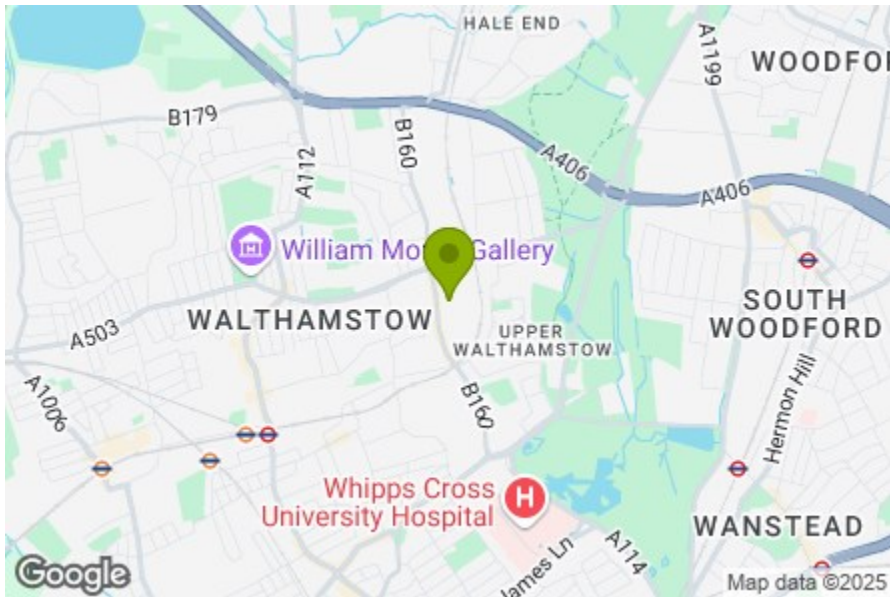 HALE END
A1199
WOODFO
B179
B160
A112
A406
A406
William Mo Gallery
SOUTH
WOODFORD
WALTHAMSTOW
A503
UPPER
WALTHAMSTOW
A1006
B160
Hermon Hill
Whipps Cross
University Hospital
H
WANSTEAD
A114
James Ln
Google
Map data ©2025